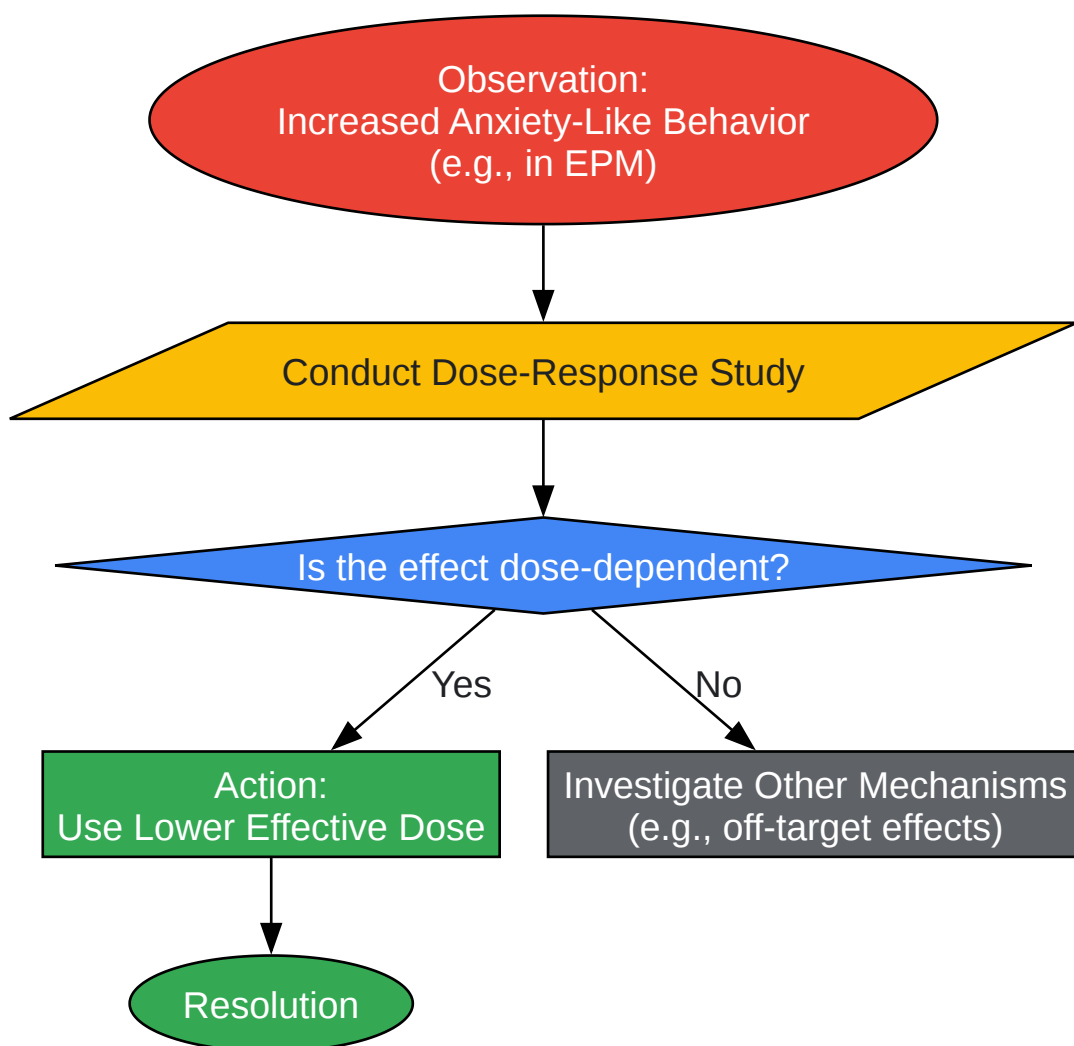 Observation:
Increased Anxiety-Like Behavior
(e.g., in EPM)
Conduct Dose-Response Study
Is the effect dose-dependent?
Yes
No
Action:
Use Lower Effective Dose
Investigate Other Mechanisms
(e.g., off-target effects)
Resolution